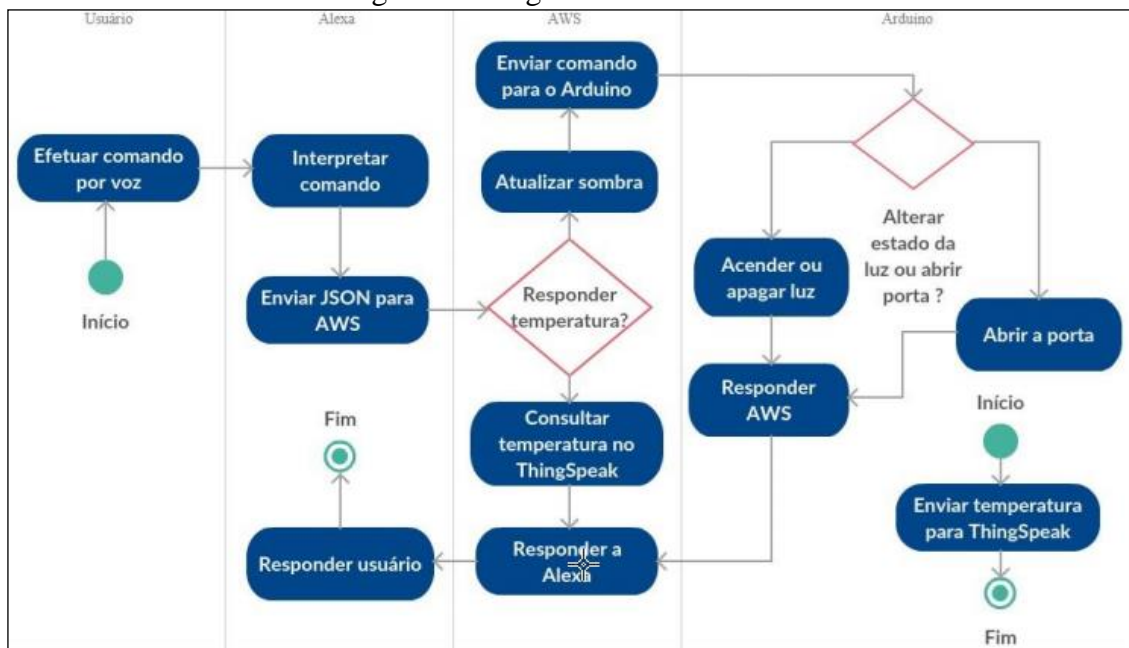 Usuário
Alexa
AWS
Arduino
Efetuar comando
por voz
Início
Interpretar
comando
Enviar JSON para
AWS
Fim
Responder usuário
Enviar comando
para o Arduino
Atualizar sombra
Responder
temperatura?
Consultar
temperatura no
ThingSpeak
Responder a
Alexa
Alterar
estado da
luz ou abrir
porta ?
Acender ou
apagar luz
Abrir a porta
Responder
AWS
Início
Enviar temperatura
para ThingSpeak
Fim